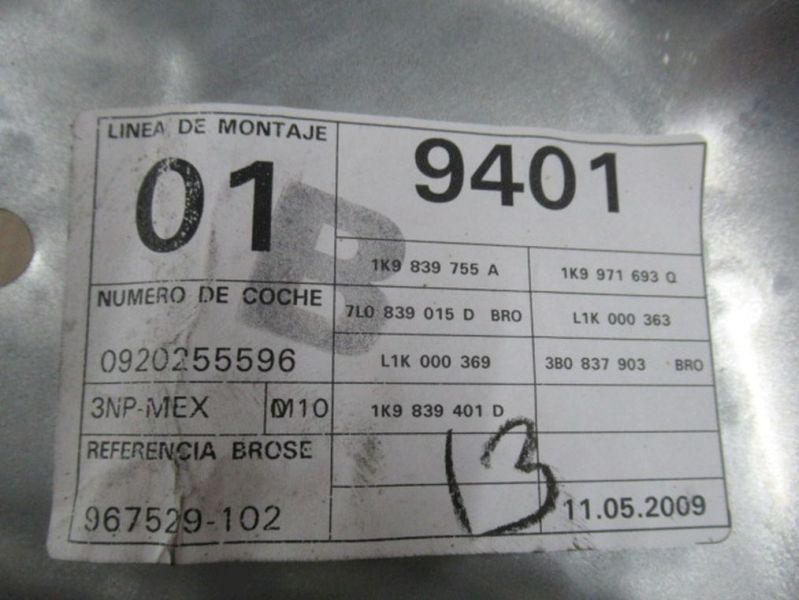 LINEA DE MONTAJE
01
9401
B
1K9 839 755 A
1K9 971 693 Q
NUMERO DE COCHE
7L0 839 015 D BRO
L1K 000 363
0920255596
L1K 000 369
3B0 837 903 BRO
3NP-MEX
M10
1K9 839 401 D
REFERENCIA BROSE
13
967529-102
11.05.2009